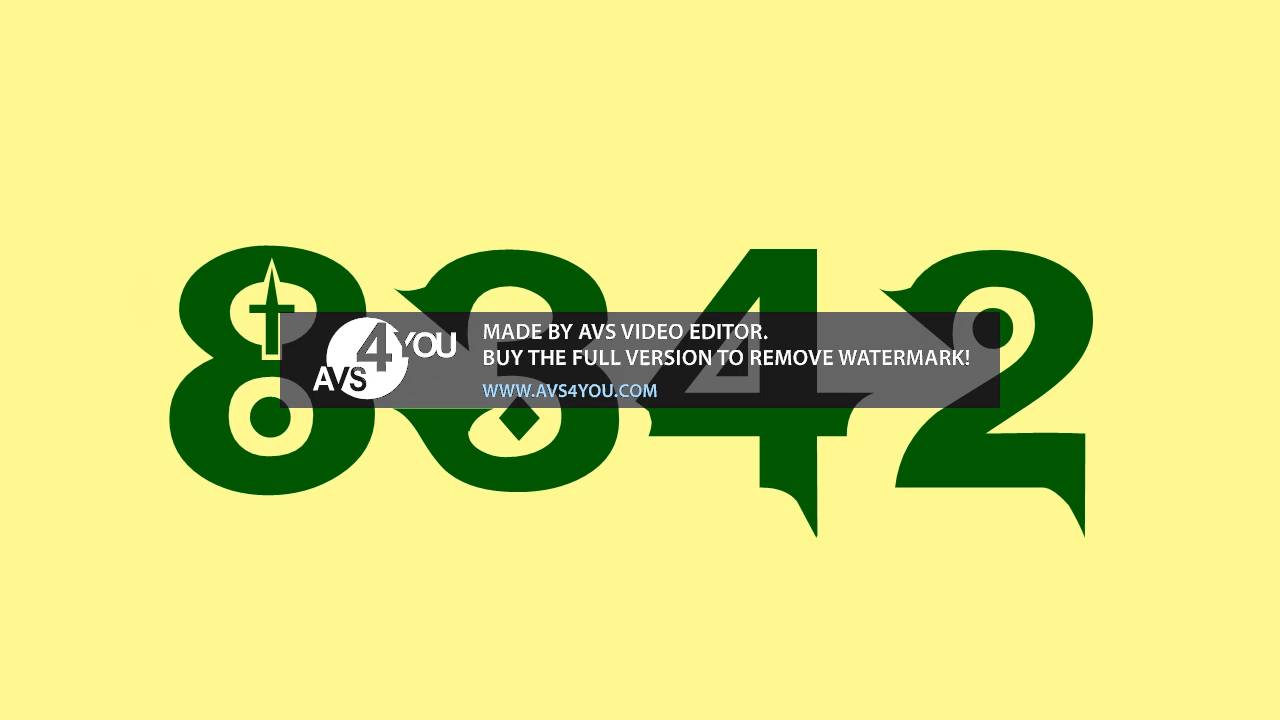 8342
AVS4YOU
MADE BY AVS VIDEO EDITOR.
BUY THE FULL VERSION TO REMOVE WATERMARK!
WWW.AVS4YOU.COM